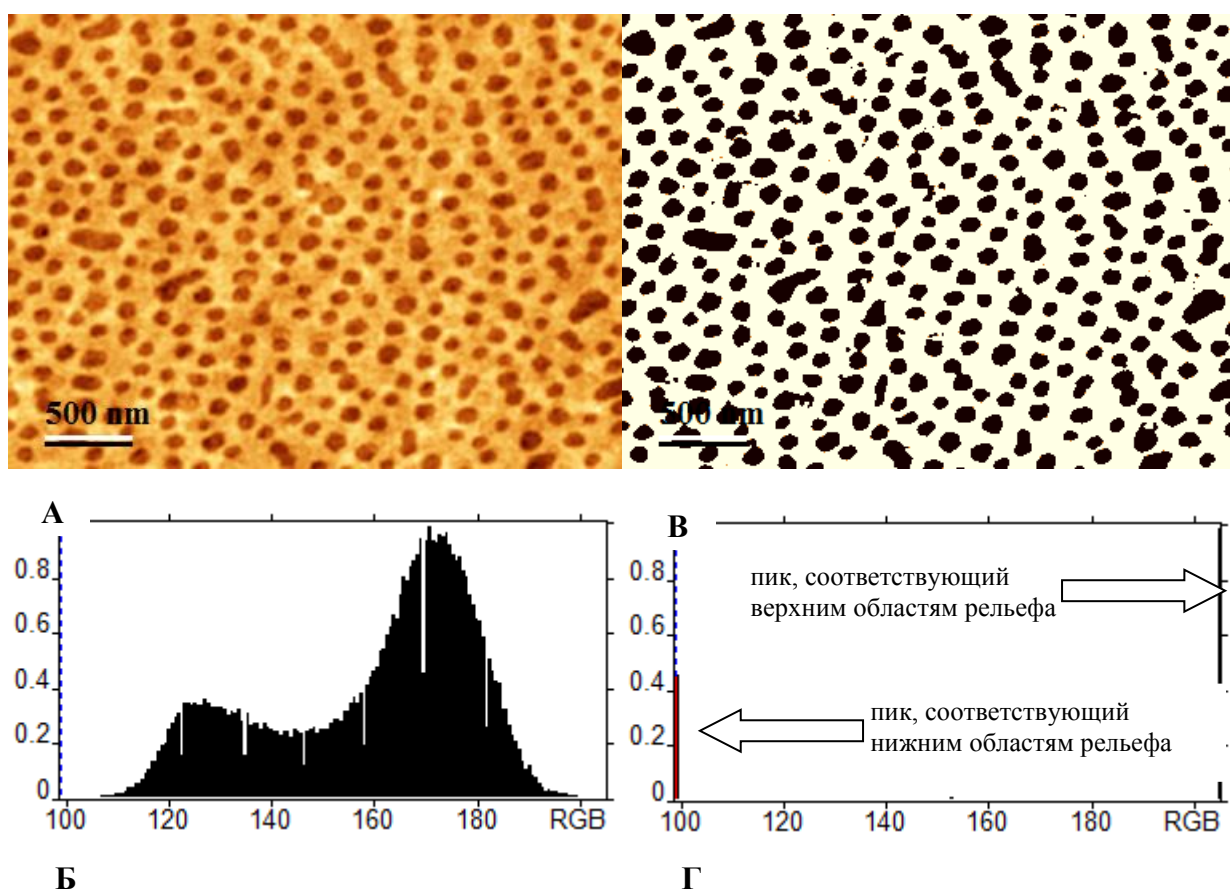 500 nm
500 nm
А
В
0.8
0.6
0.4
0.2
0
100 120 140 160 180 RGB
0.8
0.6
0.4
0.2
0
пик, соответствующий
верхним областям рельефа
пик, соответствующий
нижним областям рельефа
100 120 140 160 180 RGB
Б
Г